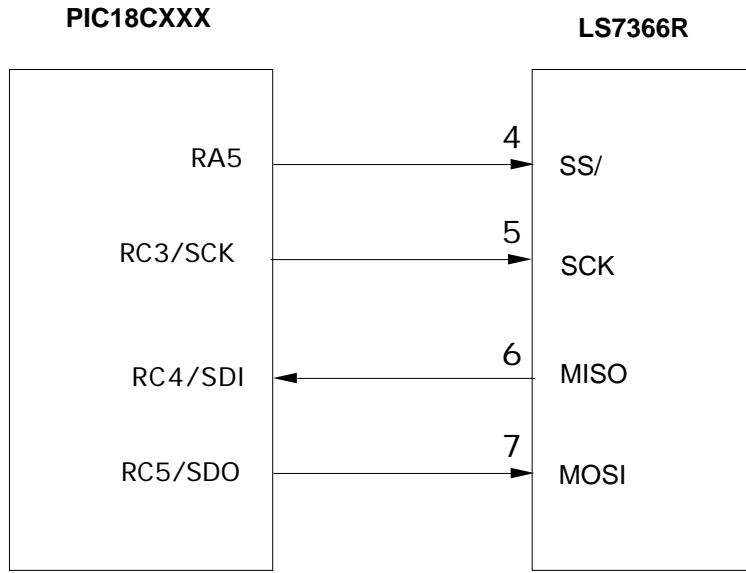 PIC18CXXX
LS7366R
RA5
4
SS/
RC3/SCK
5
SCK
RC4/SDI
6
MISO
RC5/SDO
7
MOSI